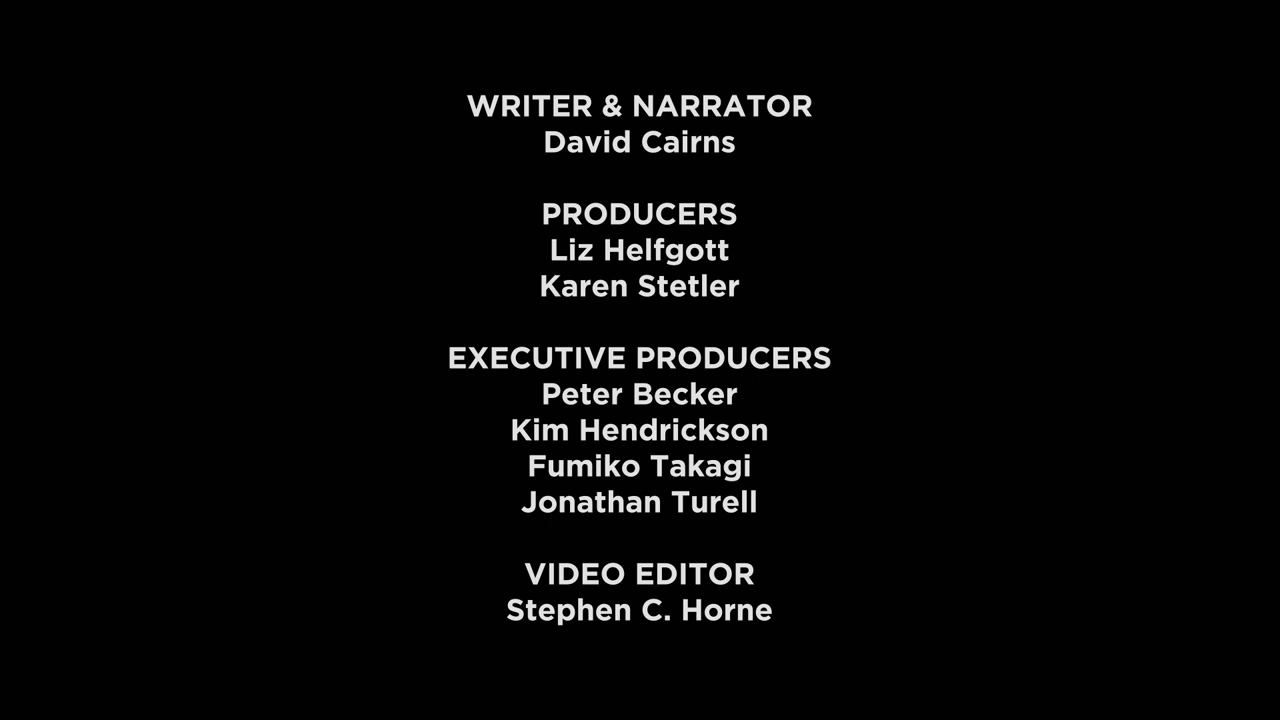 WRITER & NARRATOR
David Cairns
PRODUCERS
Liz Helfgott
Karen Stetler
EXECUTIVE PRODUCERS
Peter Becker
Kim Hendrickson
Fumiko Takagi
Jonathan Turell
VIDEO EDITOR
Stephen C. Horne